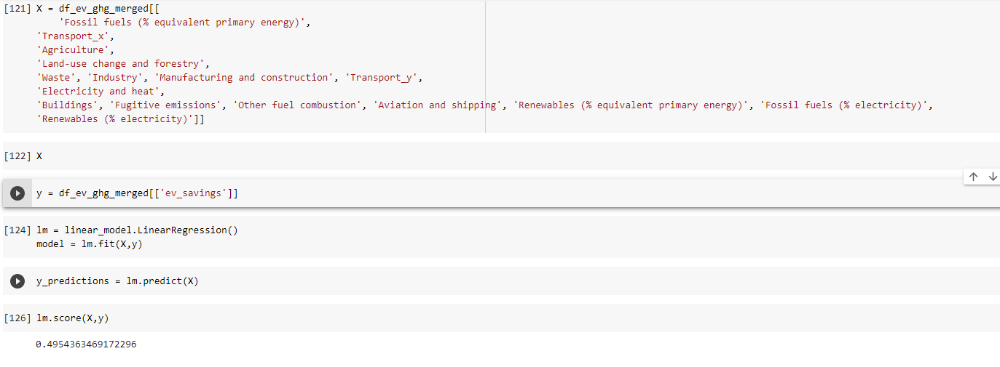 [121] X = df_ev_ghg_merged[[
'Fossil fuels (% equivalent primary energy)',
'Transport_x',
'Agriculture',
'Land-use change and forestry',
'Waste', 'Industry', 'Manufacturing and construction', 'Transport_y',
'Electricity and heat',
'Buildings', 'Fugitive emissions', 'Other fuel combustion', 'Aviation and shipping', 'Renewables (% equivalent primary energy)', 'Fossil fuels (% electricity)',
'Renewables (% electricity)']]
[122] X
y = df_ev_ghg_merged[['ev_savings']]
[124] lm = linear_model.LinearRegression()
model = lm.fit(X,y)
y_predictions = lm.predict(X)
[126] lm.score(X,y)
0.4954363469172296